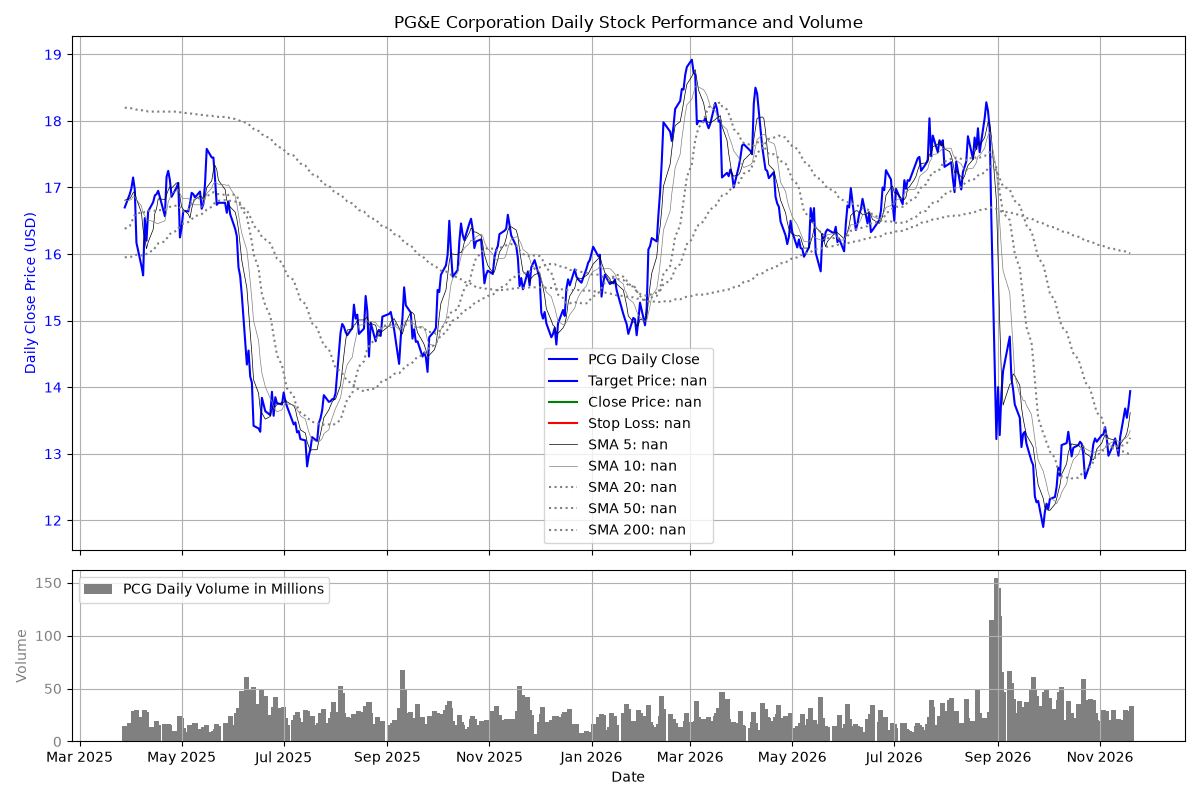 PG&E Corporation Daily Stock Performance and Volume
Daily Close Price (USD)
19
18
17
16
15
14
13
12
PCG Daily Close
Target Price: nan
Close Price: nan
Stop Loss: nan
SMA 5: nan
SMA 10: nan
SMA 20: nan
SMA 50: nan
SMA 200: nan
Volume
150
100
50
0
PCG Daily Volume in Millions
Mar 2025 May 2025 Jul 2025 Sep 2025 Nov 2025 Jan 2026 Mar 2026 May 2026 Jul 2026 Sep 2026 Nov 2026
Date